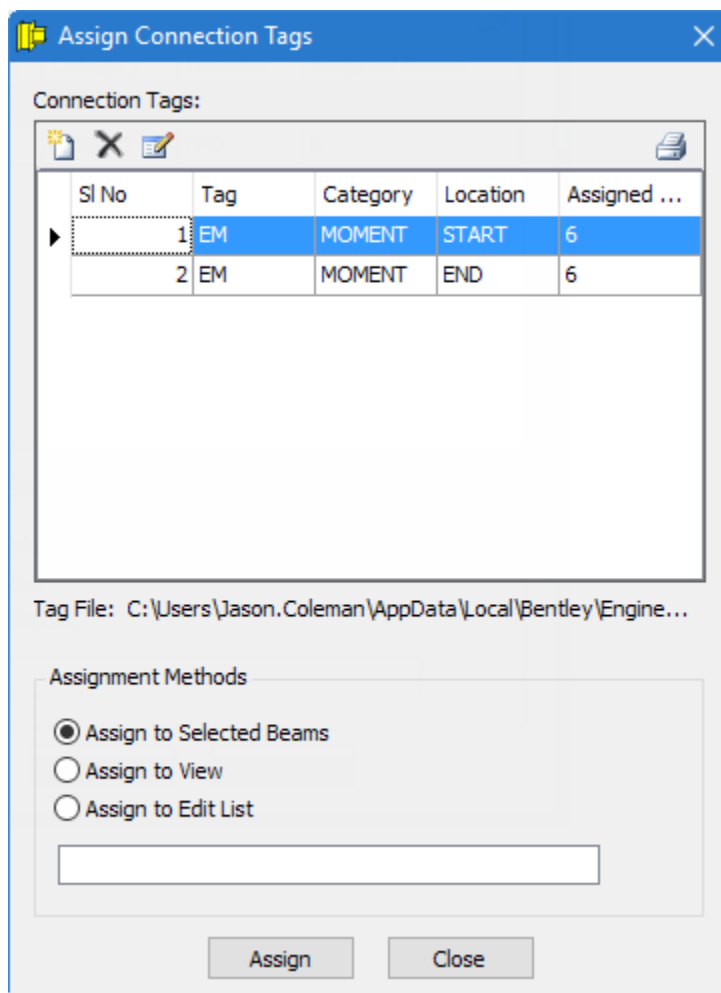 Assign Connection Tags
Connection Tags:
Sl No Tag Category Location Assigned ...
1 EM MOMENT START 6
2 EM MOMENT END 6
Tag File: C:\Users\Jason.Coleman\AppData\Local\Bentley\Engine...
Assignment Methods
Assign to Selected Beams
Assign to View
Assign to Edit List
Assign Close